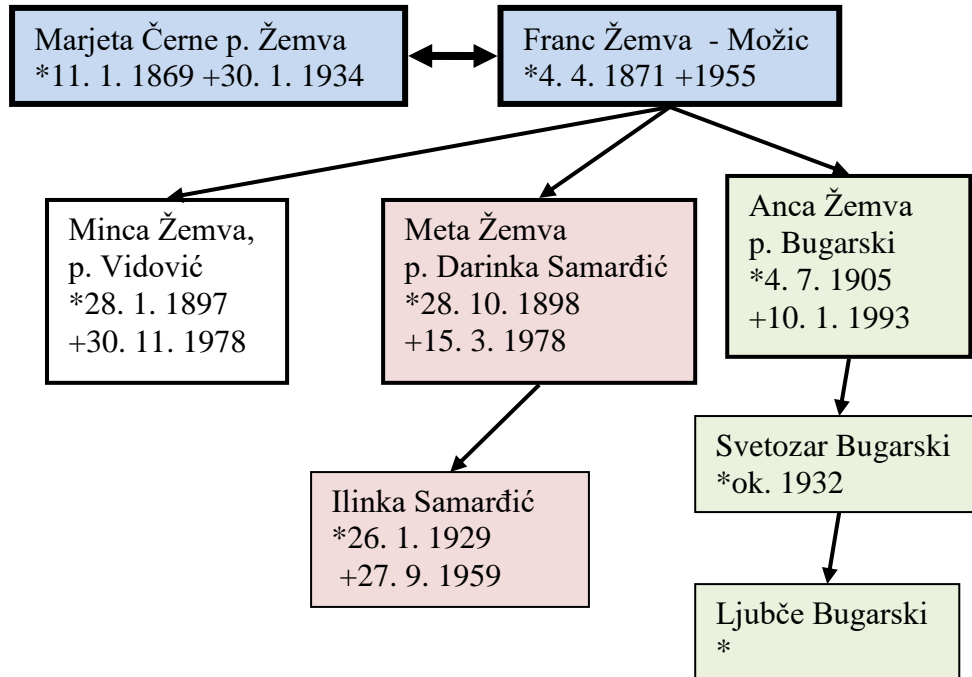 Marjeta Černe p. Žemva
*11. 1. 1869 +30. 1. 1934
Franc Žemva  - Možic
*4. 4. 1871 +1955
Minca Žemva,
p. Vidović
*28. 1. 1897
+30. 11. 1978
Meta Žemva
p. Darinka Samarđić
*28. 10. 1898
+15. 3. 1978
Anca Žemva
p. Bugarski
*4. 7. 1905
+10. 1. 1993
Ilinka Samarđić
*26. 1. 1929
+27. 9. 1959
Svetozar Bugarski
*ok. 1932
Ljubče Bugarski
*